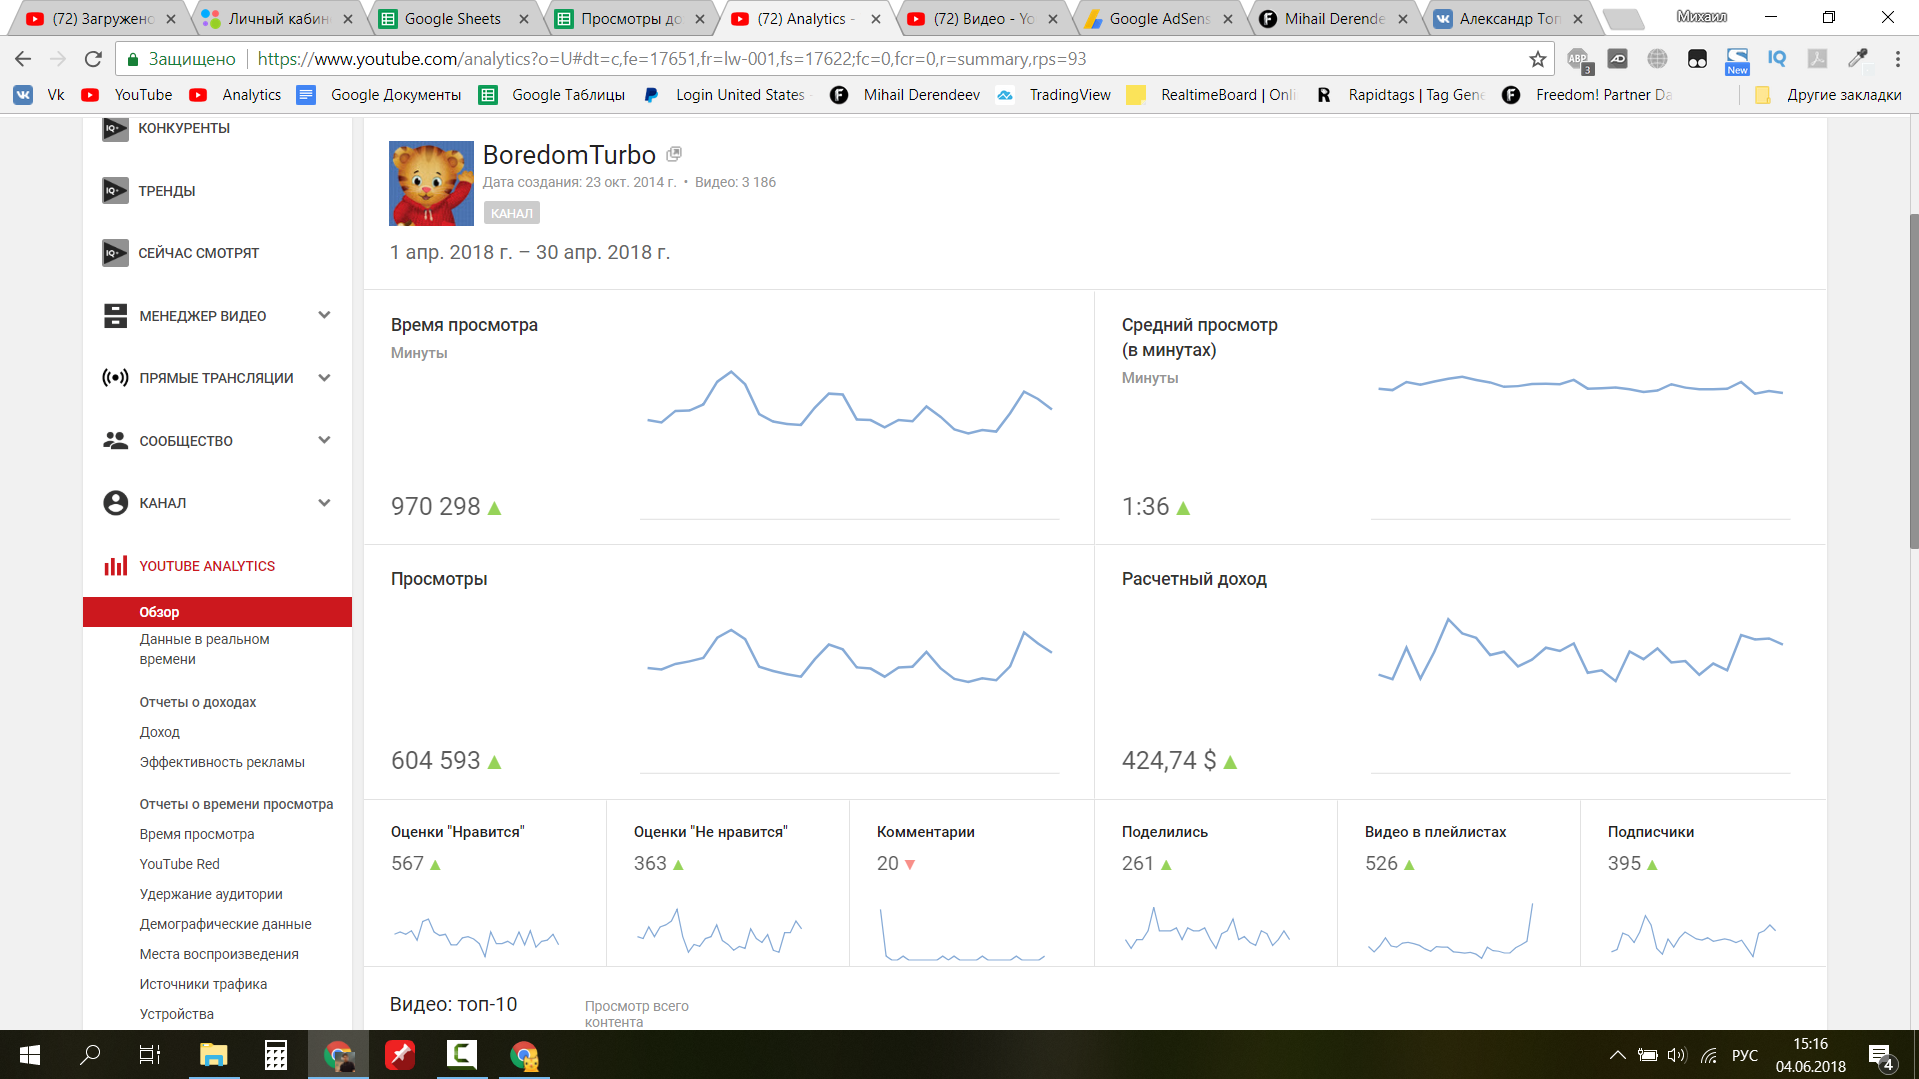 (72) Загружено
Личный кабин
Google Sheets
Просмотры до
(72) Analytics -
(72) Видео - Yo
Google AdSens
Mihail Derende
Александр Топ
Михаил
Защищено
https://www.youtube.com/analytics?o=U#dt=c,fe=17651,fr=lw-001,fs=17622;fc=0,fcr=0,r=summary,rps=93
ABP
3
New
IQ
Vk
YouTube
Analytics
Google Документы
Google Таблицы
Login United States
Mihail Derendeev
TradingView
RealtimeBoard | Onli
Rapidtags | Tag Gene
Freedom! Partner Da
Другие закладки
КОНКУРЕНТЫ
ТРЕНДЫ
СЕЙЧАС СМОТРЯТ
МЕНЕДЖЕР ВИДЕО
ПРЯМЫЕ ТРАНСЛЯЦИИ
СООБЩЕСТВО
КАНАЛ
YOUTUBE ANALYTICS
Обзор
Данные в реальном
времени
Отчеты о доходах
Доход
Эффективность рекламы
Отчеты о времени просмотра
Время просмотра
YouTube Red
Удержание аудитории
Демографические данные
Места воспроизведения
Источники трафика
Устройства
BoredomTurbo
Дата создания: 23 окт. 2014 г. • Видео: 3 186
КАНАЛ
1 апр. 2018 г. – 30 апр. 2018 г.
Время просмотра
Минуты
970 298
Средний просмотр
(в минутах)
Минуты
1:36
Просмотры
604 593
Расчетный доход
424,74 $
Оценки "Нравится"
567
Оценки "Не нравится"
363
Комментарии
20
Поделились
261
Видео в плейлистах
526
Подписчики
395
Видео: топ-10
Просмотр всего
контента
РУС
15:16
04.06.2018
4